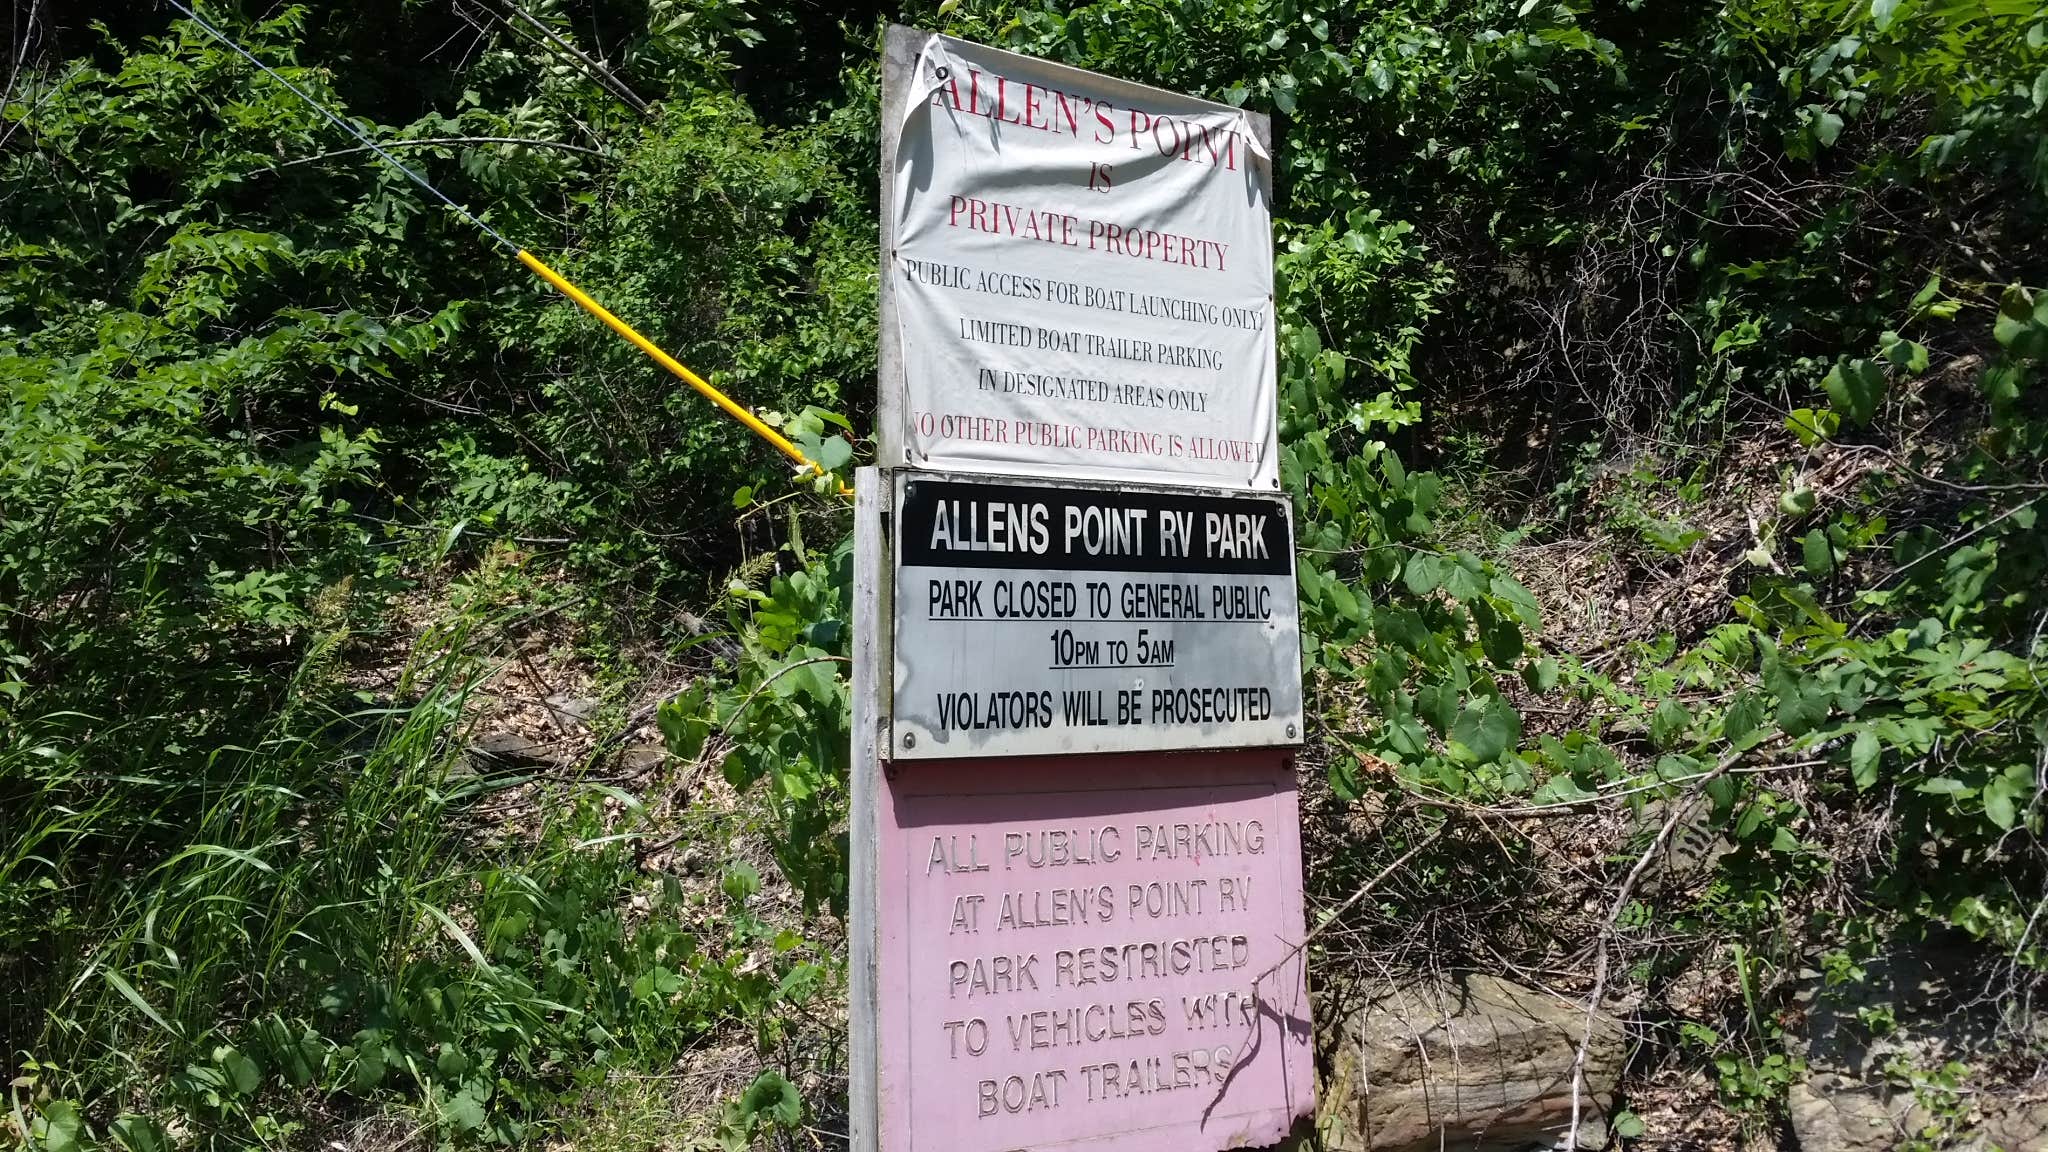 ALLEN'S POINT
IS
PRIVATE PROPERTY
PUBLIC ACCESS FOR BOAT LAUNCHING ONLY!
LIMITED BOAT TRAILER PARKING
IN DESIGNATED AREAS ONLY
NO OTHER PUBLIC PARKING IS ALLOWED
ALLENS POINT RV PARK
PARK CLOSED TO GENERAL PUBLIC
10PM TO 5AM
VIOLATORS WILL BE PROSECUTED
ALL PUBLIC PARKING
AT ALLEN'S POINT RV
PARK RESTRICTED
TO VEHICLES WITH
BOAT TRAILERS